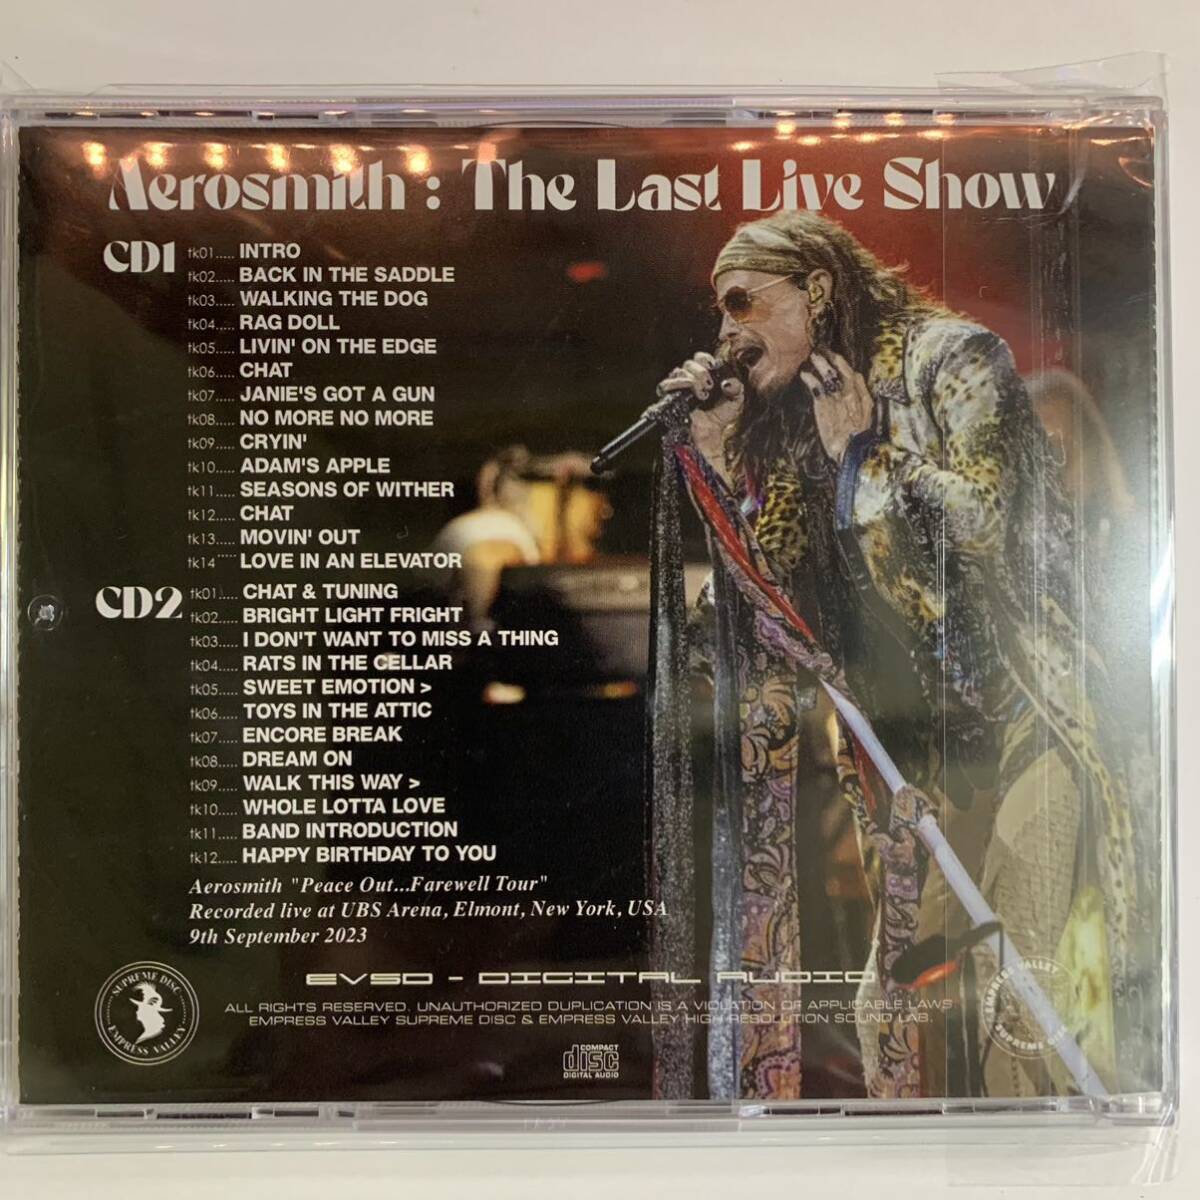 Aerosmith : The Last Live Show
CD1
tk01..... INTRO
tk02..... BACK IN THE SADDLE
tk03..... WALKING THE DOG
tk04..... RAG DOLL
tk05..... LIVIN' ON THE EDGE
tk06..... CHAT
tk07..... JANIE'S GOT A GUN
tk08..... NO MORE NO MORE
tk09..... CRYIN'
tk10..... ADAM'S APPLE
tk11..... SEASONS OF WITHER
tk12..... CHAT
tk13..... MOVIN' OUT
tk14..... LOVE IN AN ELEVATOR
CD2
tk01..... CHAT & TUNING
tk02..... BRIGHT LIGHT FRIGHT
tk03..... I DON'T WANT TO MISS A THING
tk04..... RATS IN THE CELLAR
tk05..... SWEET EMOTION >
tk06..... TOYS IN THE ATTIC
tk07..... ENCORE BREAK
tk08..... DREAM ON
tk09..... WALK THIS WAY >
tk10..... WHOLE LOTTA LOVE
tk11..... BAND INTRODUCTION
tk12..... HAPPY BIRTHDAY TO YOU
Aerosmith "Peace Out...Farewell Tour"
Recorded live at UBS Arena, Elmont, New York, USA
9th September 2023
EVSD - DIGITAL AUDIO
ALL RIGHTS RESERVED. UNAUTHORIZED DUPLICATION IS A VIOLATION OF APPLICABLE LAWS
EMPRESS VALLEY SUPREME DISC & EMPRESS VALLEY HIGH RESOLUTION SOUND LAB.
SUPREME DISC
EMPRESS VALLEY
COMPACT
disc
DIGITAL AUDIO
EMPRESS VALLEY
SUPREME DISC